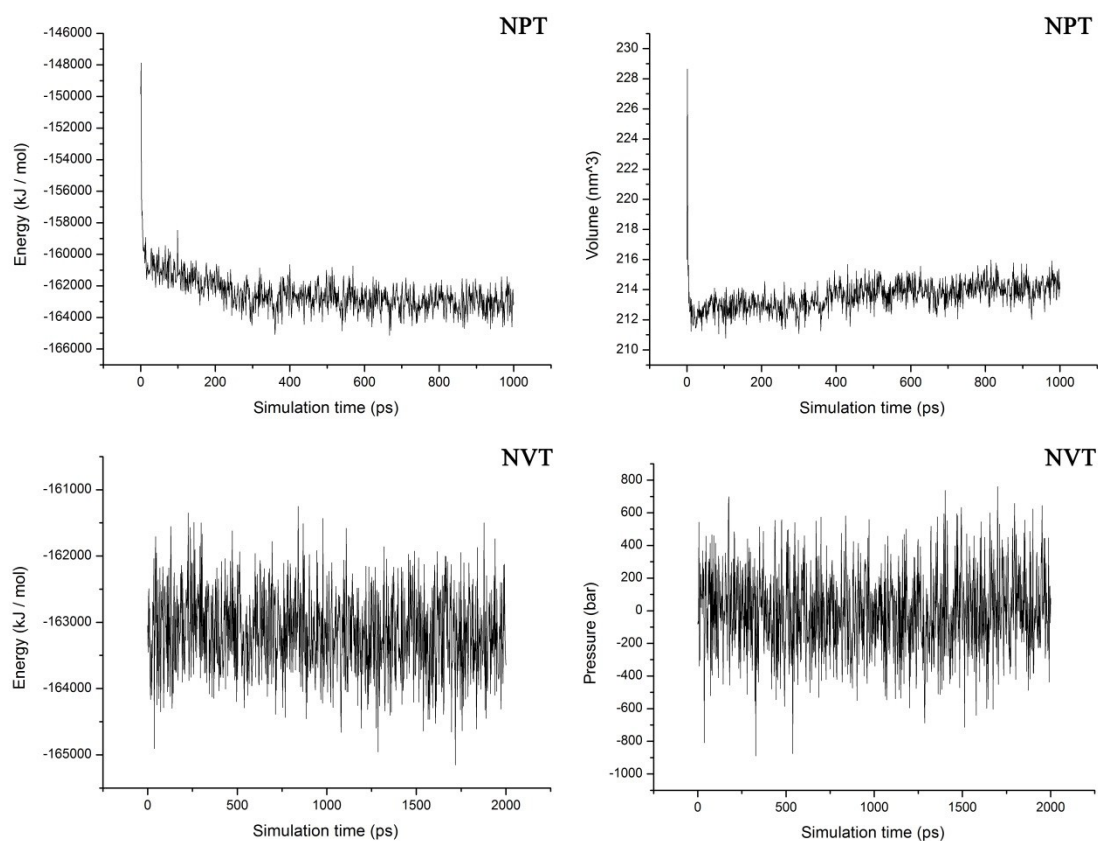 NPT
-146000
-148000
-150000
-152000
-154000
-156000
-158000
-160000
-162000
-164000
-166000
Energy (kJ / mol)
0 200 400 600 800 1000
Simulation time (ps)
NPT
230
228
226
224
222
220
218
216
214
212
210
Volume (nm^3)
0 200 400 600 800 1000
Simulation time (ps)
NVT
-161000
-162000
-163000
-164000
-165000
Energy (kJ / mol)
0 500 1000 1500 2000
Simulation time (ps)
NVT
800
600
400
200
0
-200
-400
-600
-800
-1000
Pressure (bar)
0 500 1000 1500 2000
Simulation time (ps)